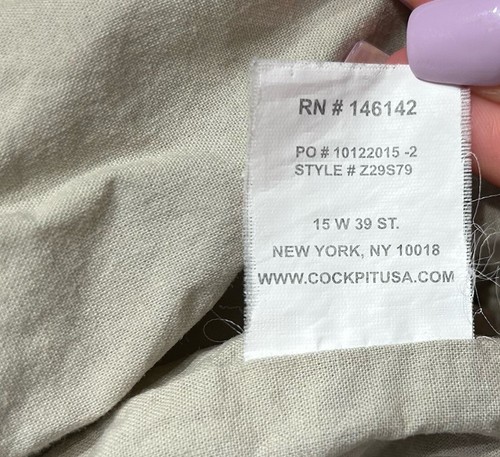 RN # 146142
PO # 10122015 -2
STYLE # Z29S79
15 W 39 ST.
NEW YORK, NY 10018
WWW.COCKPITUSA.COM